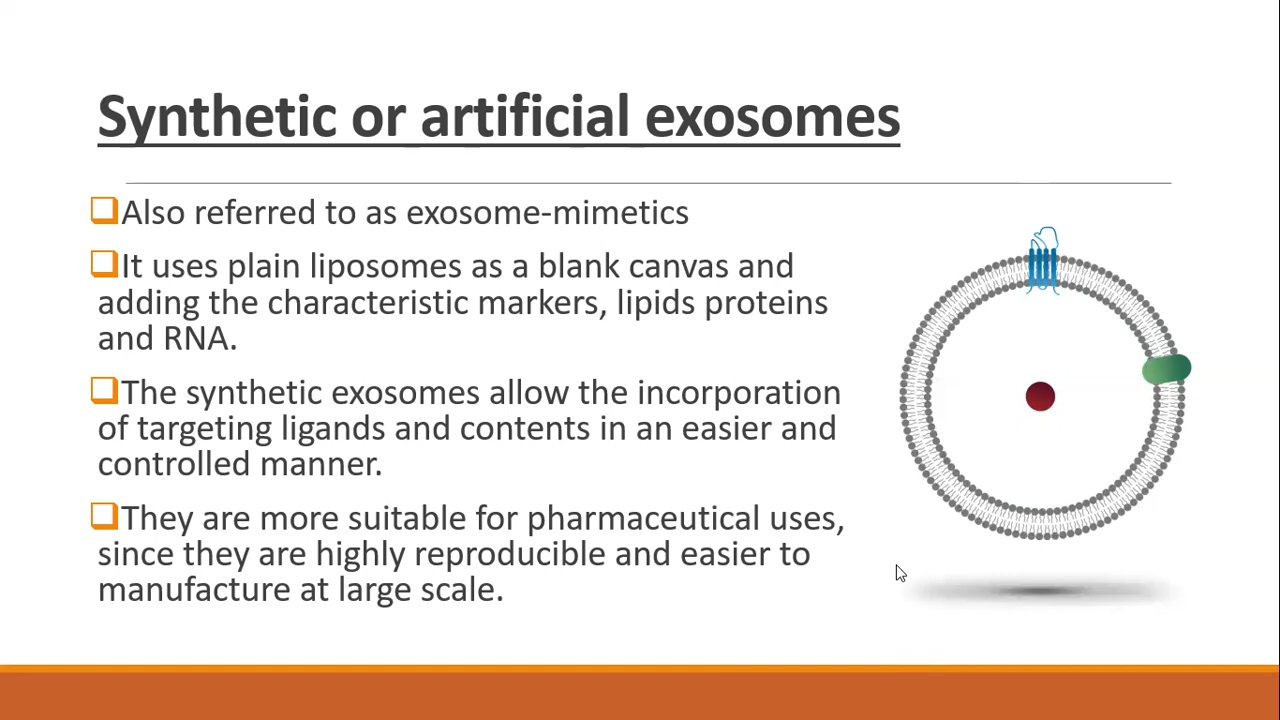 Synthetic or artificial exosomes
Also referred to as exosome-mimetics
It uses plain liposomes as a blank canvas and
adding the characteristic markers, lipids proteins
and RNA.
The synthetic exosomes allow the incorporation
of targeting ligands and contents in an easier and
controlled manner.
They are more suitable for pharmaceutical uses,
since they are highly reproducible and easier to
manufacture at large scale.